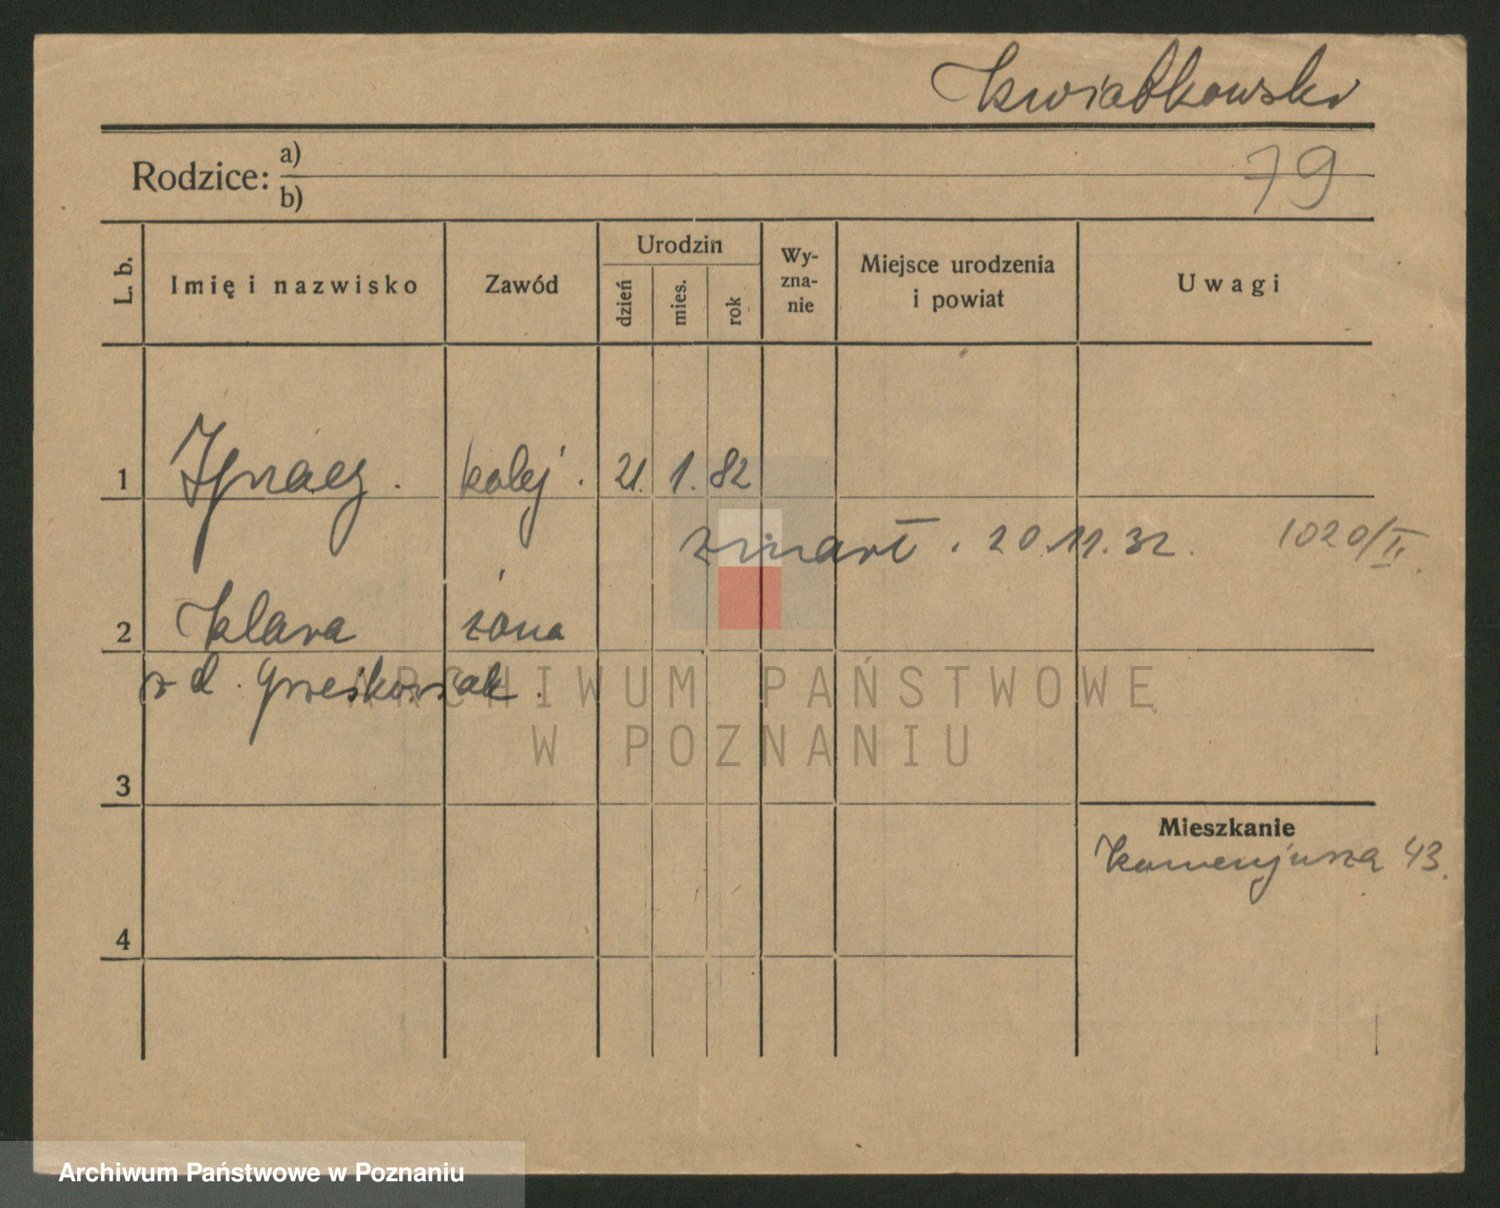 Kwiatkowski
Rodzice: a)
b)
79
L. b.
Imię i nazwisko
Zawód
Urodzin
dzień
mies.
rok
Wy-
zna-
nie
Miejsce urodzenia
i powiat
Uwagi
1 Ignacy. kolej. 21. 1. 82
zmarł. 20.11.32. 1020/II.
2 Klara żona
z d. Grześkowiak.
ARCHIWUM PAŃSTWOWE
W POZNANIU
3
Mieszkanie
Komenjusza 43.
4
Archiwum Państwowe w Poznaniu